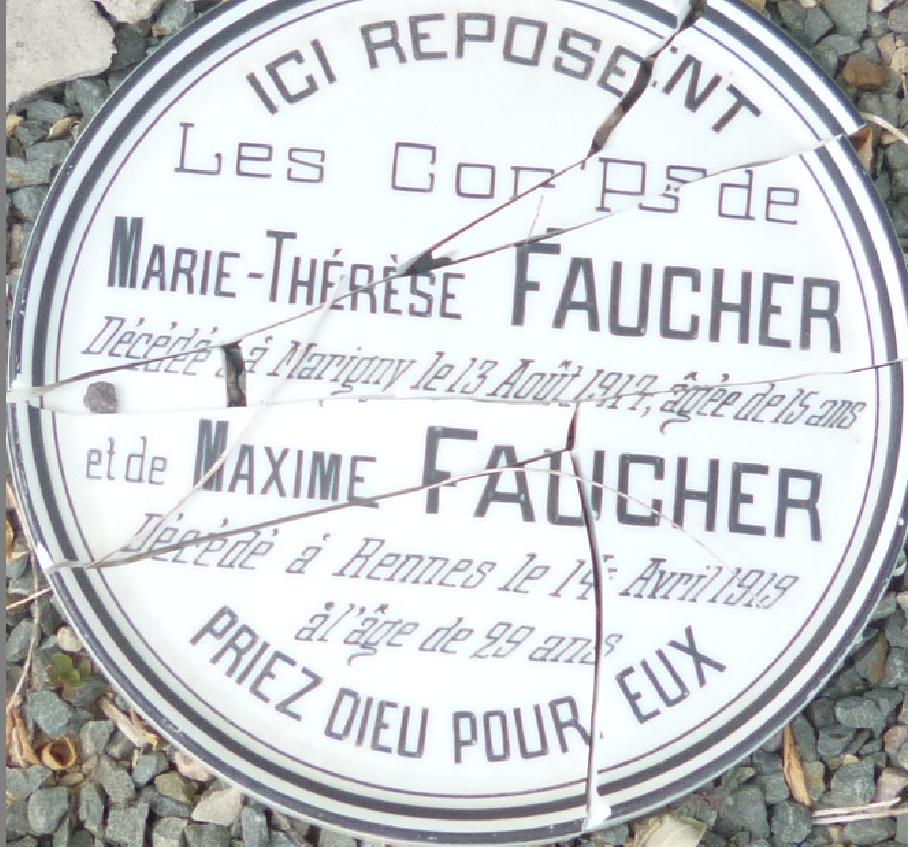 ICI REPOSENT
Les Corps de
MARIE-THÉRÈSE FAUCHER
Décédé à Marigny le 13 Août 1917, âgée de 15 ans
et de MAXIME FAUCHER
Décédé à Rennes le 14 Avril 1919
à l'âge de 29 ans
PRIEZ DIEU POUR EUX